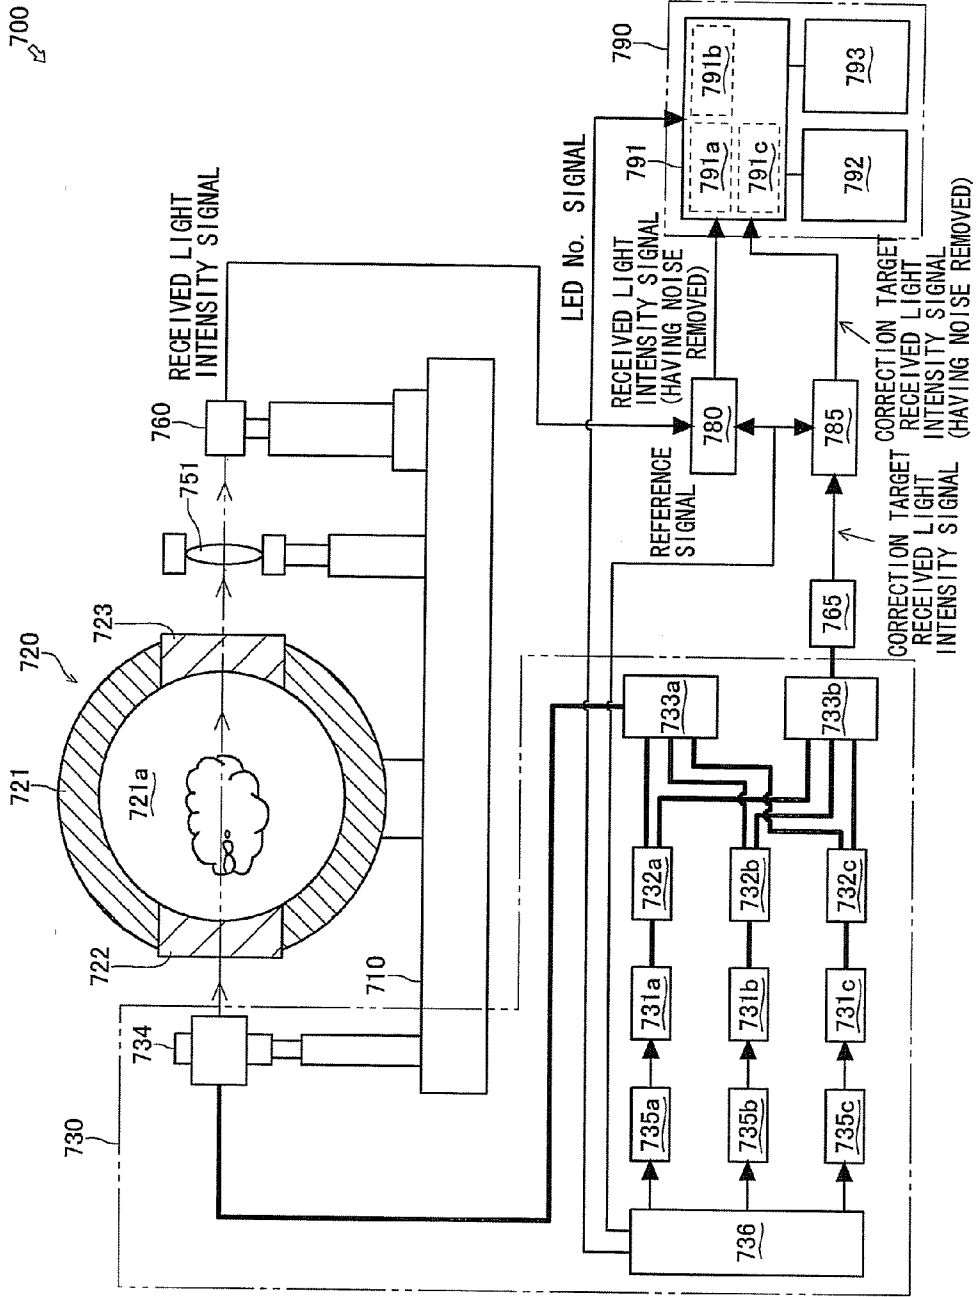 700
RECEIVED LIGHT
INTENSITY SIGNAL
720
721
721a
723
751
760
722
734
710
730
LED No. SIGNAL
790
791
791a
791b
791c
792
793
RECEIVED LIGHT
INTENSITY SIGNAL
(HAVING NOISE
REMOVED)
REFERENCE
SIGNAL
780
785
765
CORRECTION TARGET
RECEIVED LIGHT
INTENSITY SIGNAL
(HAVING NOISE REMOVED)
CORRECTION TARGET
RECEIVED LIGHT
INTENSITY SIGNAL
733a
733b
732a
732b
732c
731a
731b
731c
735a
735b
735c
736